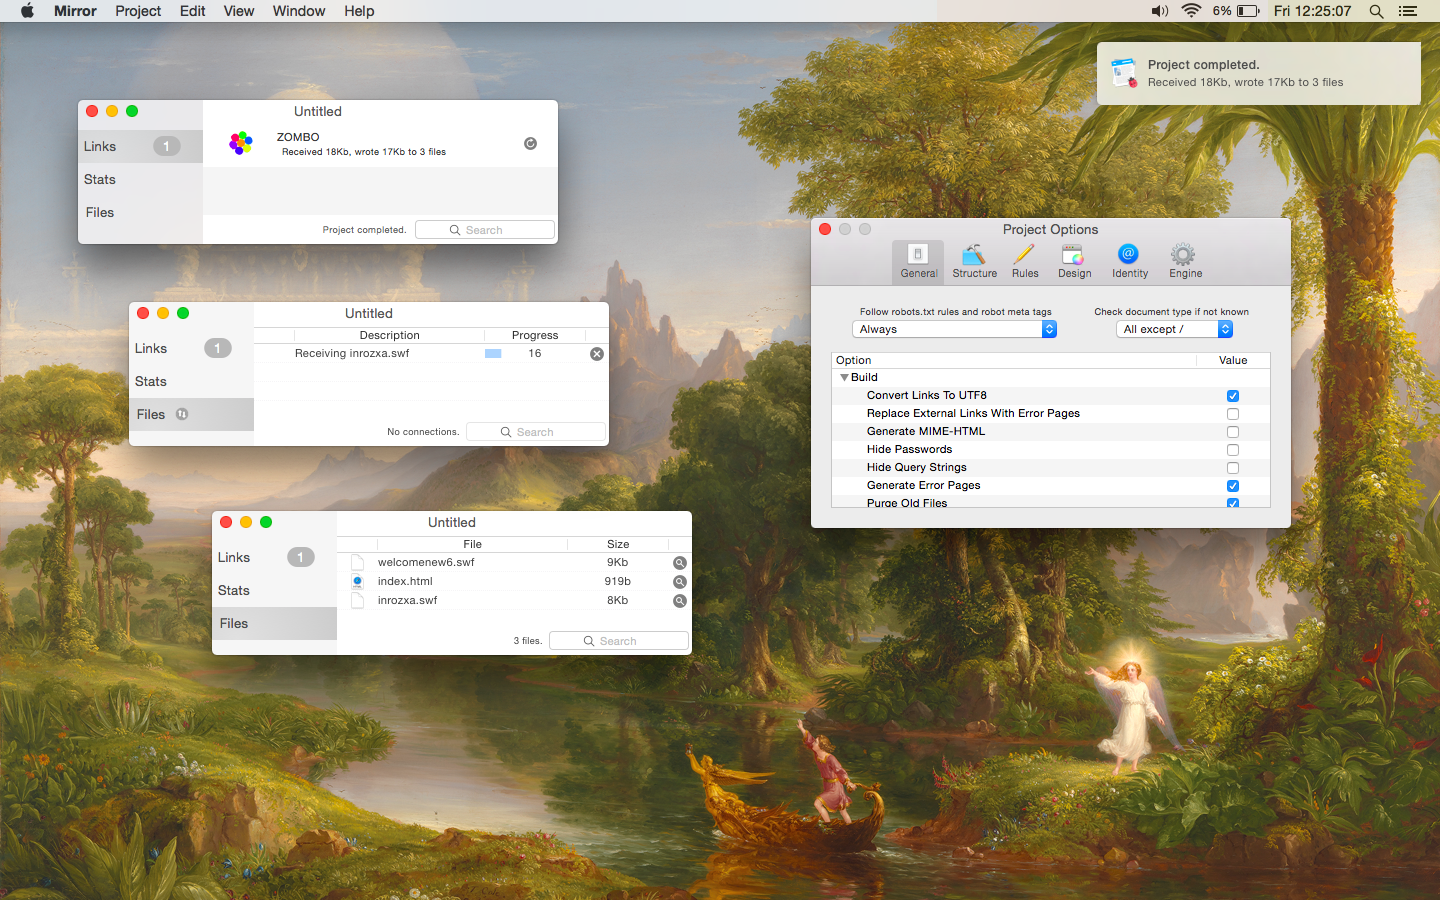 Mirror Project Edit View Window Help 6% Fri 12:25:07
Project completed.
Received 18Kb, wrote 17Kb to 3 files
Untitled
Links 1
Stats
Files
ZOMBO
Received 18Kb, wrote 17Kb to 3 files
Project completed. Search
Untitled
Links 1
Stats
Files
Description Progress
Receiving inrozxa.swf 16
No connections. Search
Untitled
Links 1
Stats
Files
File Size
welcomenew6.swf 9Kb
index.html 919b
inrozxa.swf 8Kb
3 files. Search
Project Options
General Structure Rules Design Identity Engine
Follow robots.txt rules and robot meta tags Check document type if not known
Always All except /
Option Value
Build
Convert Links To UTF8
Replace External Links With Error Pages
Generate MIME-HTML
Hide Passwords
Hide Query Strings
Generate Error Pages
Purge Old Files